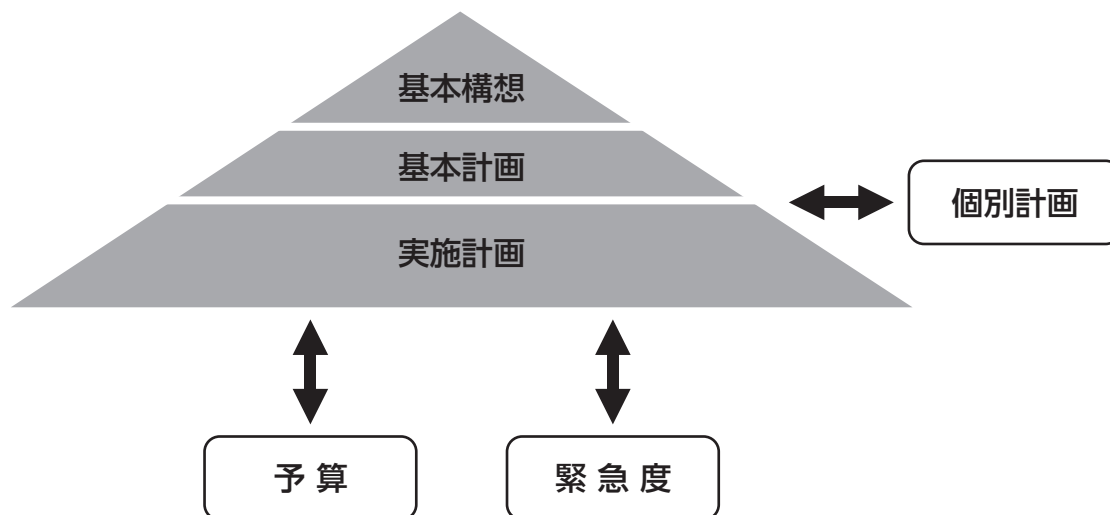 基本構想
基本計画
個別計画
実施計画
予算
緊急度